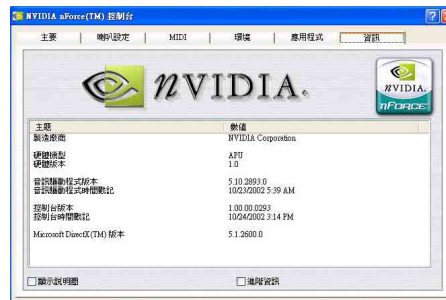 NVIDIA nForce(TM) 控制台
主要 喇叭設定 MIDI 環境 應用程式 資訊
NVIDIA.
NVIDIA.
nFORCE
主題 數值
製造廠商 NVIDIA Corporation
硬體機型 APU
硬體版本 1.0
音訊驅動程式版本 5.10.2893.0
音訊驅動程式時間戳記 10/23/2002 5:39 AM
控制台版本 1.00.00.0293
控制台時間戳記 10/24/2002 3:14 PM
Microsoft DirectX(TM) 版本 5.1.2600.0
顯示說明圈 進階資訊